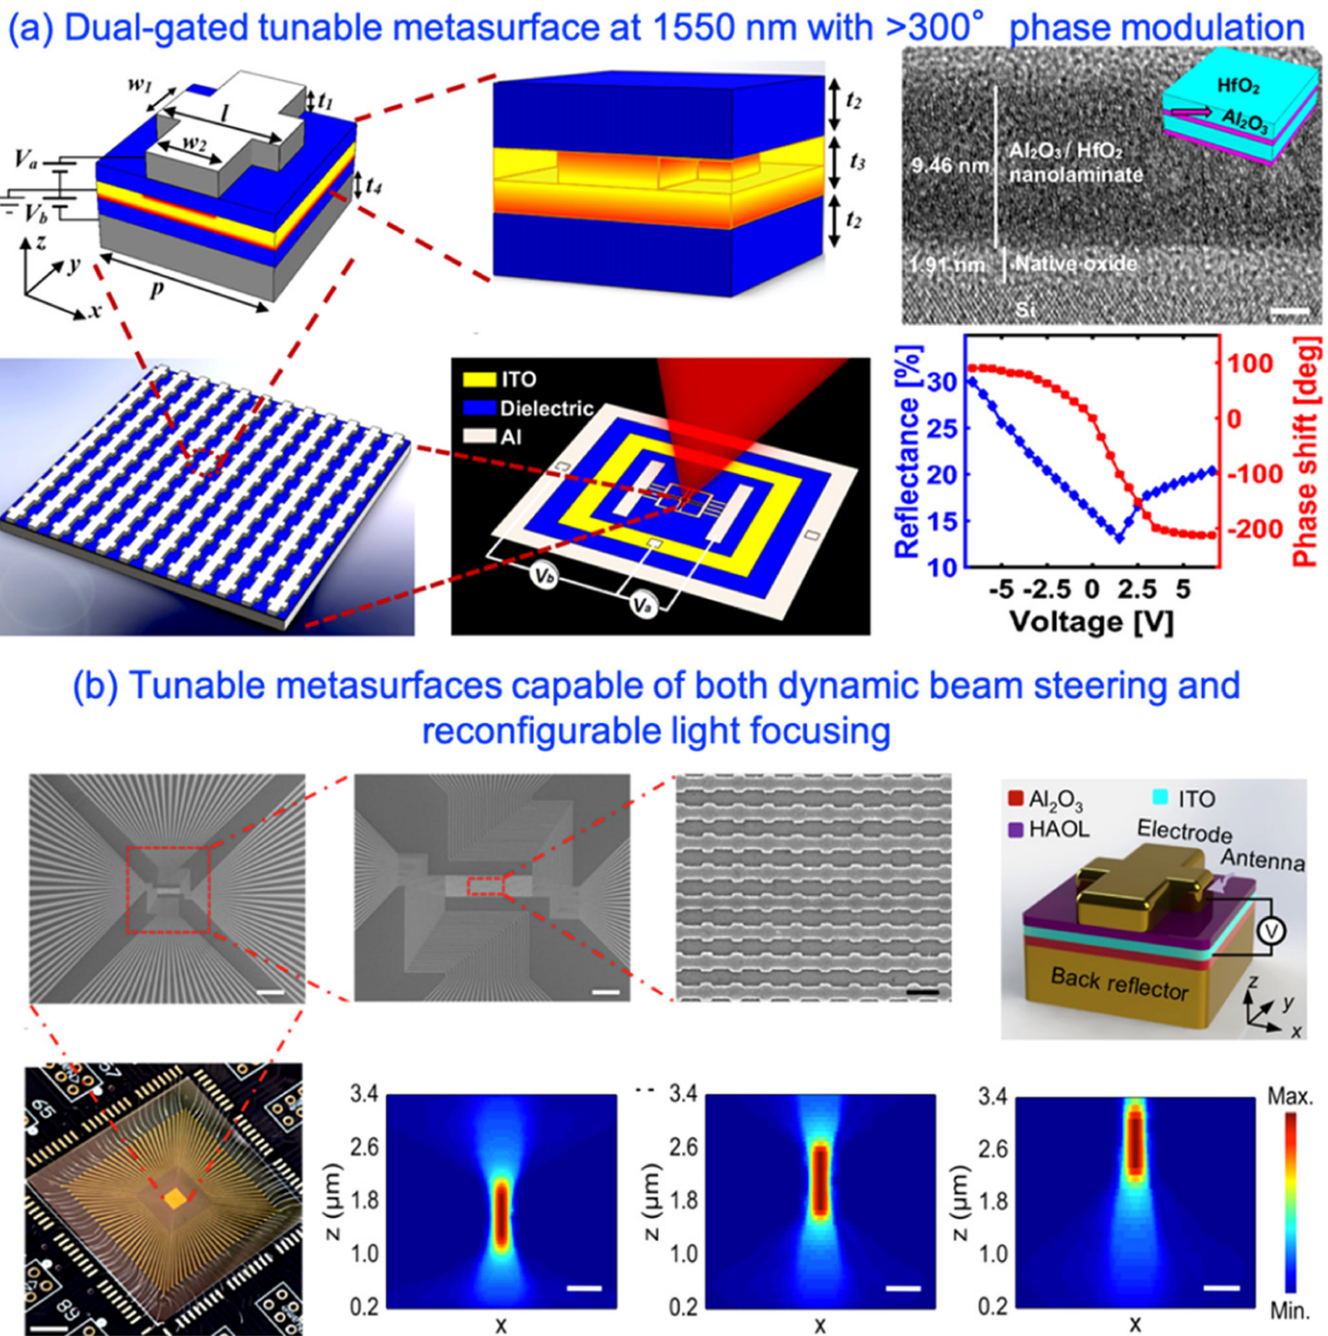 (a) Dual-gated tunable metasurface at 1550 nm with >300° phase modulation
w₁
l
t₁
w₂
Vₐ
V_b
t₄
z
y
x
p
t₂
t₃
t₂
HfO₂
Al₂O₃
9.46 nm
Al₂O₃ / HfO₂
nanolaminate
1.91 nm
Native oxide
Si
ITO
Dielectric
Al
V_b
Vₐ
Reflectance [%]
30
25
20
15
10
100
0
-100
-200
Phase shift [deg]
-5 -2.5 0 2.5 5
Voltage [V]
(b) Tunable metasurfaces capable of both dynamic beam steering and
reconfigurable light focusing
Al₂O₃
ITO
HAOL
Electrode
Antenna
V
Back reflector
z
y
x
65
57
68
z (μm)
3.4
2.6
1.8
1.0
0.2
x
z (μm)
3.4
2.6
1.8
1.0
0.2
x
z (μm)
3.4
2.6
1.8
1.0
0.2
x
Max.
Min.